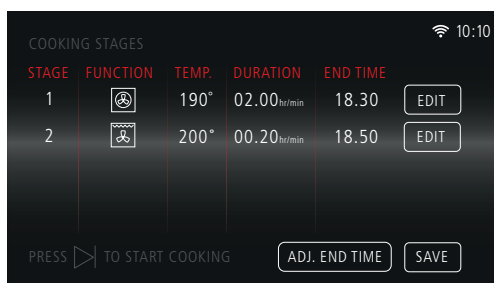 10:10
COOKING STAGES
STAGE FUNCTION TEMP. DURATION END TIME
1 190° 02.00hr/min 18.30 EDIT
2 200° 00.20hr/min 18.50 EDIT
PRESS TO START COOKING ADJ. END TIME SAVE